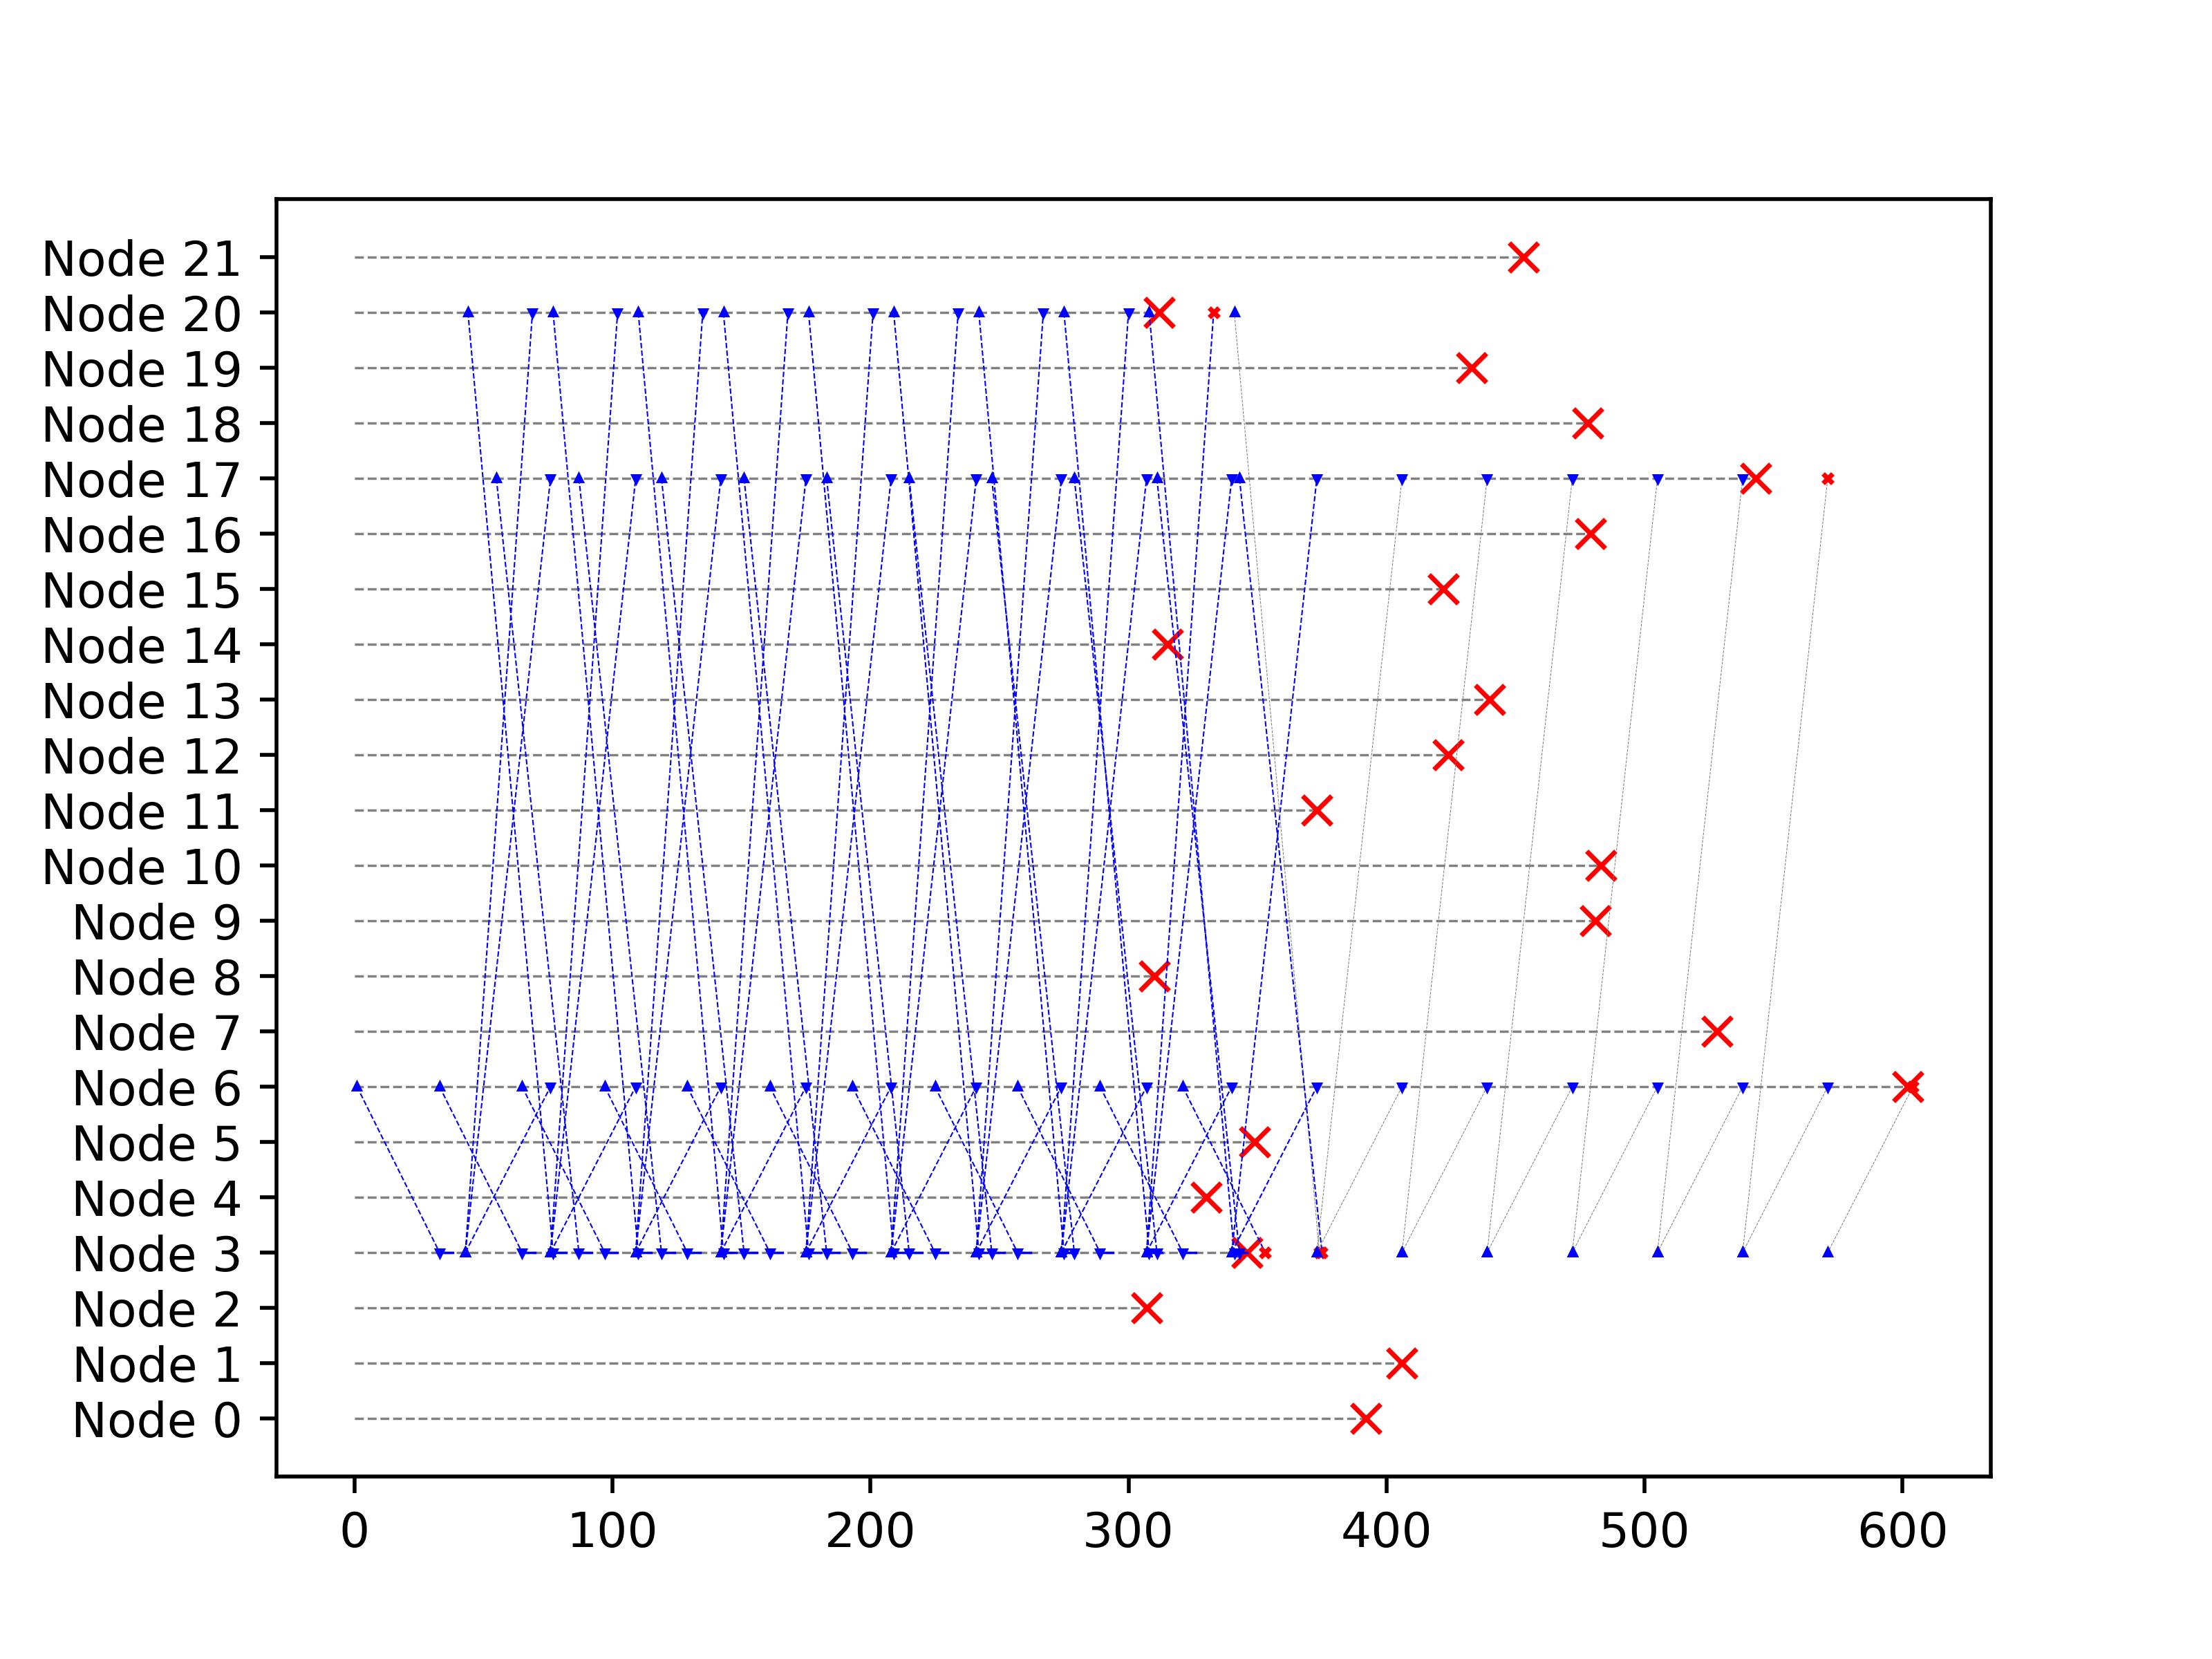 Node 21
Node 20
Node 19
Node 18
Node 17
Node 16
Node 15
Node 14
Node 13
Node 12
Node 11
Node 10
Node 9
Node 8
Node 7
Node 6
Node 5
Node 4
Node 3
Node 2
Node 1
Node 0
0 100 200 300 400 500 600